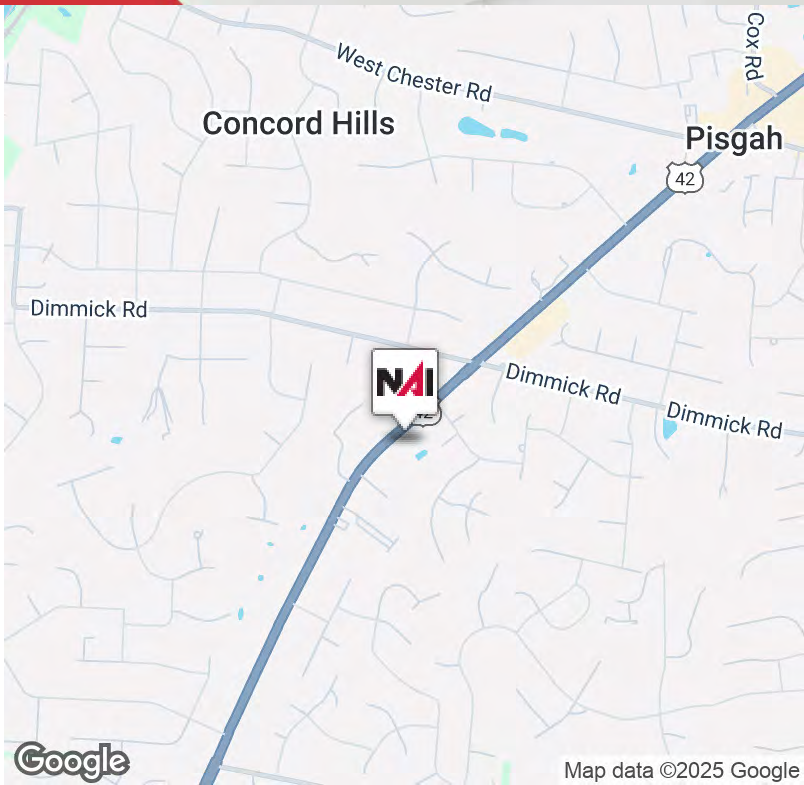 Cox Rd
West Chester Rd
Concord Hills
Pisgah
42
Dimmick Rd
NAI
Dimmick Rd
42
Dimmick Rd
Google
Map data ©2025 Google